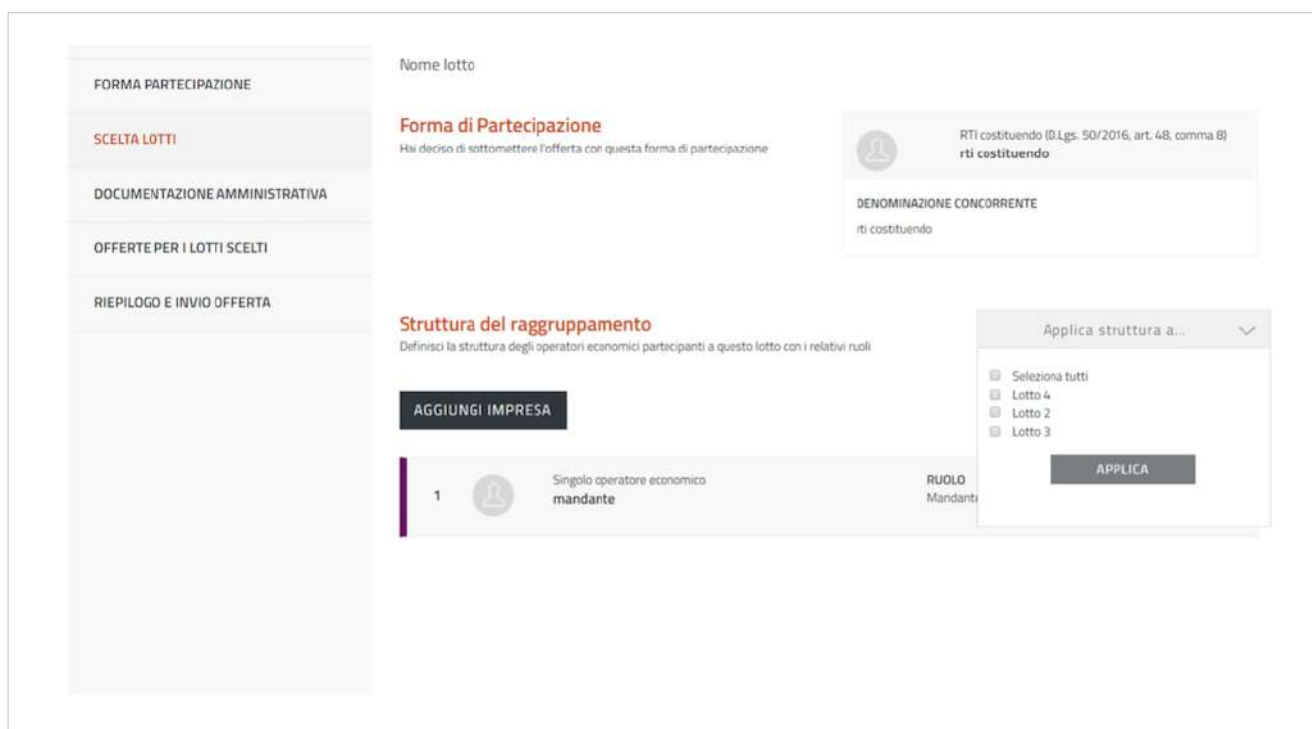 FORMA PARTECIPAZIONE
SCELTA LOTTI
DOCUMENTAZIONE AMMINISTRATIVA
OFFERTE PER I LOTTI SCELTI
RIEPILOGO E INVIO OFFERTA
Nome lotto
Forma di Partecipazione
Hai deciso di sottomettere l'offerta con questa forma di partecipazione
RTI costituendo (D.Lgs. 50/2016, art. 48, comma 8)
rti costituendo
DENOMINAZIONE CONCORRENTE
rti costituendo
Struttura del raggruppamento
Definisci la struttura degli operatori economici partecipanti a questo lotto con i relativi ruoli
Applica struttura a...
Seleziona tutti
Lotto 4
Lotto 2
Lotto 3
APPLICA
AGGIUNGI IMPRESA
1
Singolo operatore economico
mandante
RUOLO
Mandante